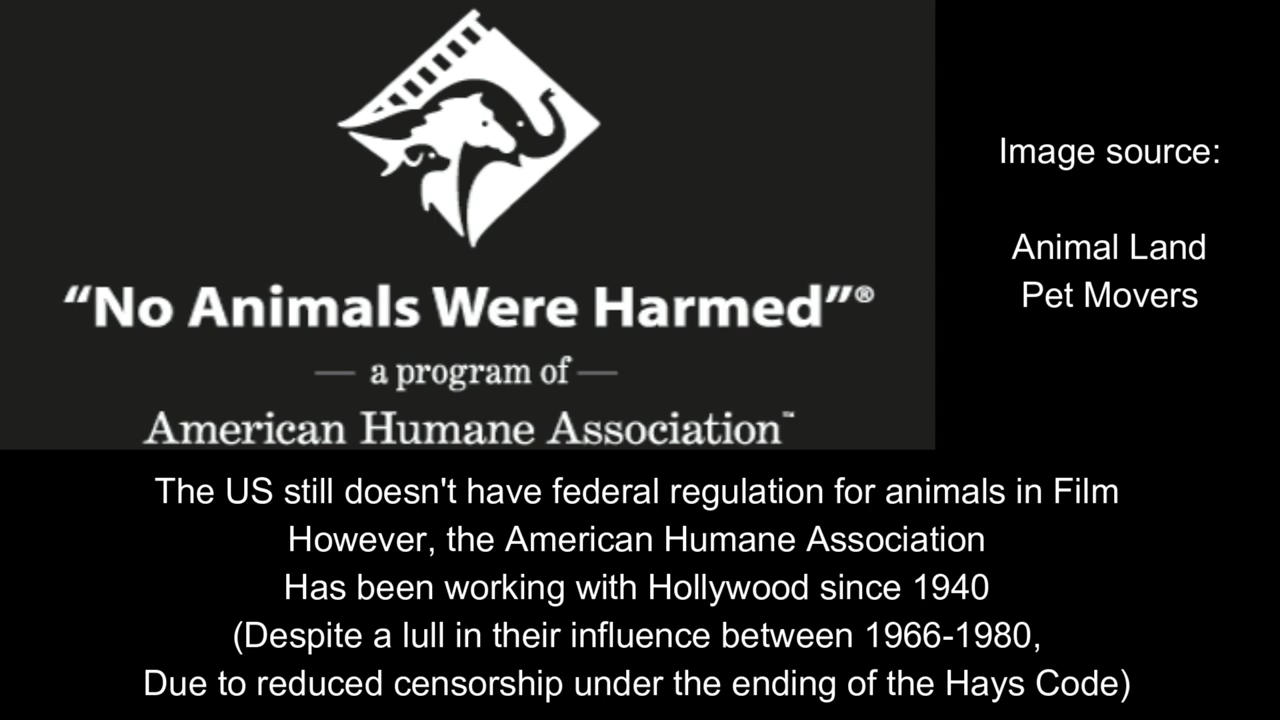 “No Animals Were Harmed”®
— a program of —
American Humane Association™
Image source:
Animal Land
Pet Movers
The US still doesn't have federal regulation for animals in Film
However, the American Humane Association
Has been working with Hollywood since 1940
(Despite a lull in their influence between 1966-1980,
Due to reduced censorship under the ending of the Hays Code)